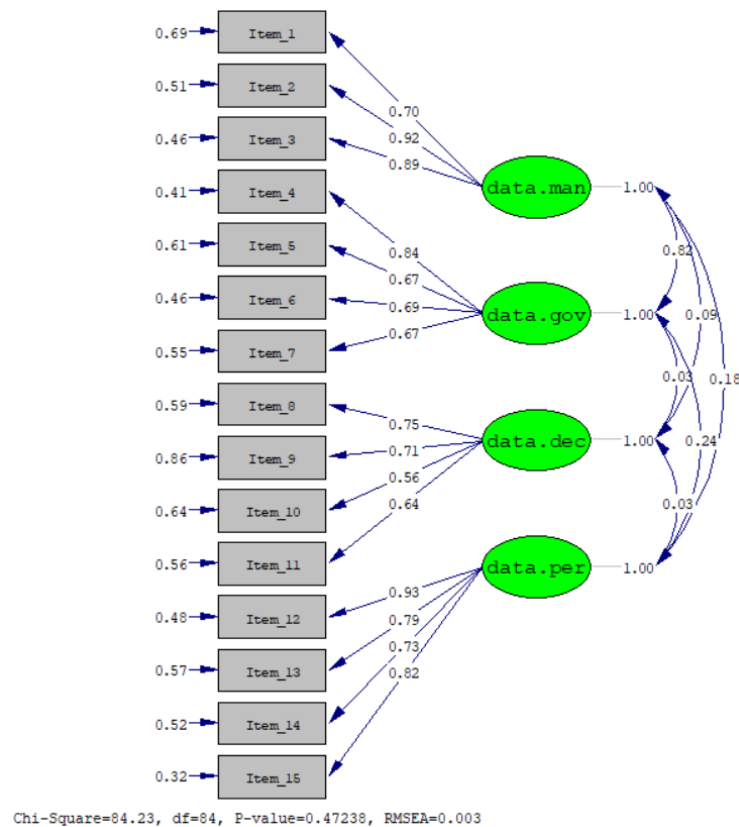 0.69 Item_1
0.70
0.51 Item_2
0.92
0.46 Item_3
0.89
data.man 1.00
0.41 Item_4
0.84
0.82
0.61 Item_5
0.67
0.46 Item_6
0.69
data.gov 1.00 0.09
0.55 Item_7
0.67
0.03 0.18
0.59 Item_8
0.75
data.dec 1.00 0.24
0.86 Item_9
0.71
0.64 Item_10
0.56
0.64
0.03
0.56 Item_11
data.per 1.00
0.48 Item_12
0.93
0.79
0.57 Item_13
0.73
0.82
0.52 Item_14
0.32 Item_15
Chi-Square=84.23, df=84, P-value=0.47238, RMSEA=0.003